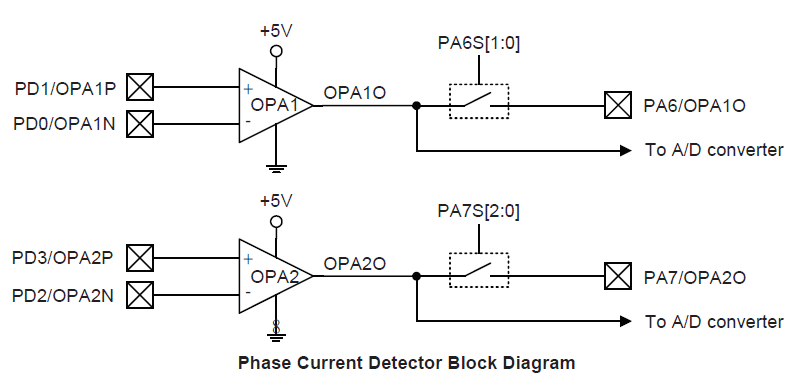 +5V
PA6S[1:0]
PD1/OPA1P
+
OPA1
OPA1O
PA6/OPA1O
PD0/OPA1N
-
To A/D converter
+5V
PA7S[2:0]
PD3/OPA2P
+
OPA2
OPA2O
PA7/OPA2O
PD2/OPA2N
-
To A/D converter
Phase Current Detector Block Diagram